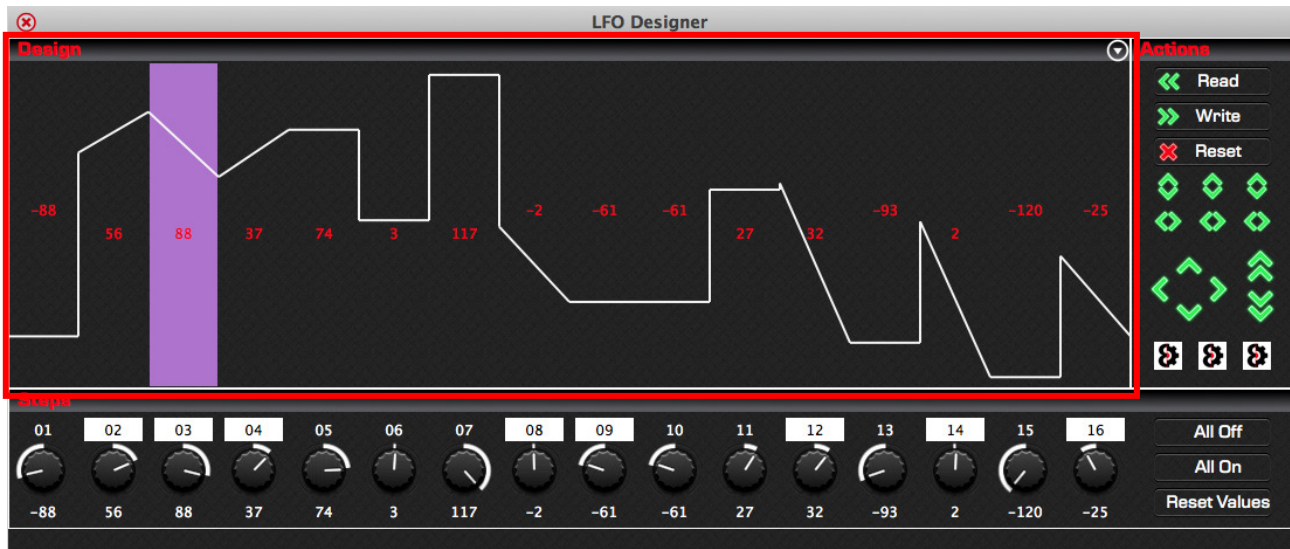 LFO Designer
Design
Actions
Read
Write
Reset
-88 -2 -61 -61 -93 -120 -25
56 88 37 74 3 117 27 32 2
Steps
01 02 03 04 05 06 07 08 09 10 11 12 13 14 15 16
-88 56 88 37 74 3 117 -2 -61 -61 27 32 -93 2 -120 -25
All Off
All On
Reset Values